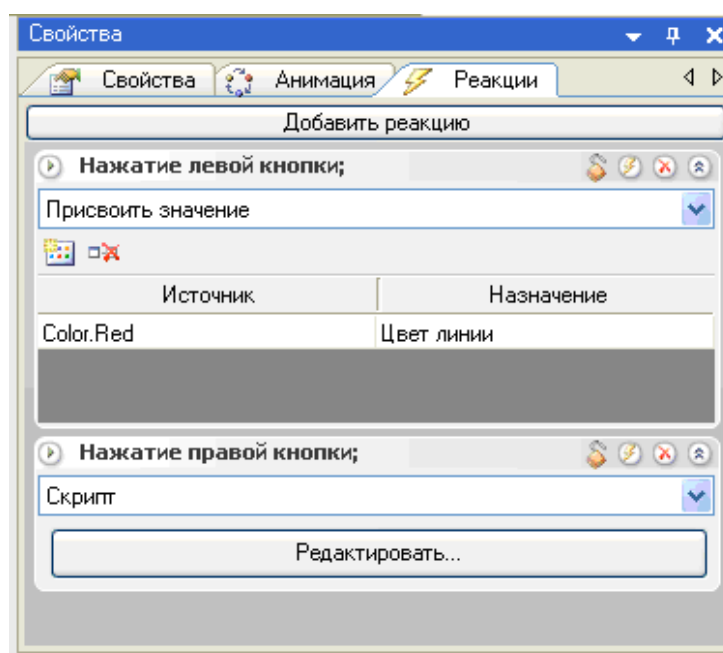 Свойства
Свойства Анимация Реакции
Добавить реакцию
Нажатие левой кнопки;
Присвоить значение
Источник Назначение
Color.Red Цвет линии
Нажатие правой кнопки;
Скрипт
Редактировать...